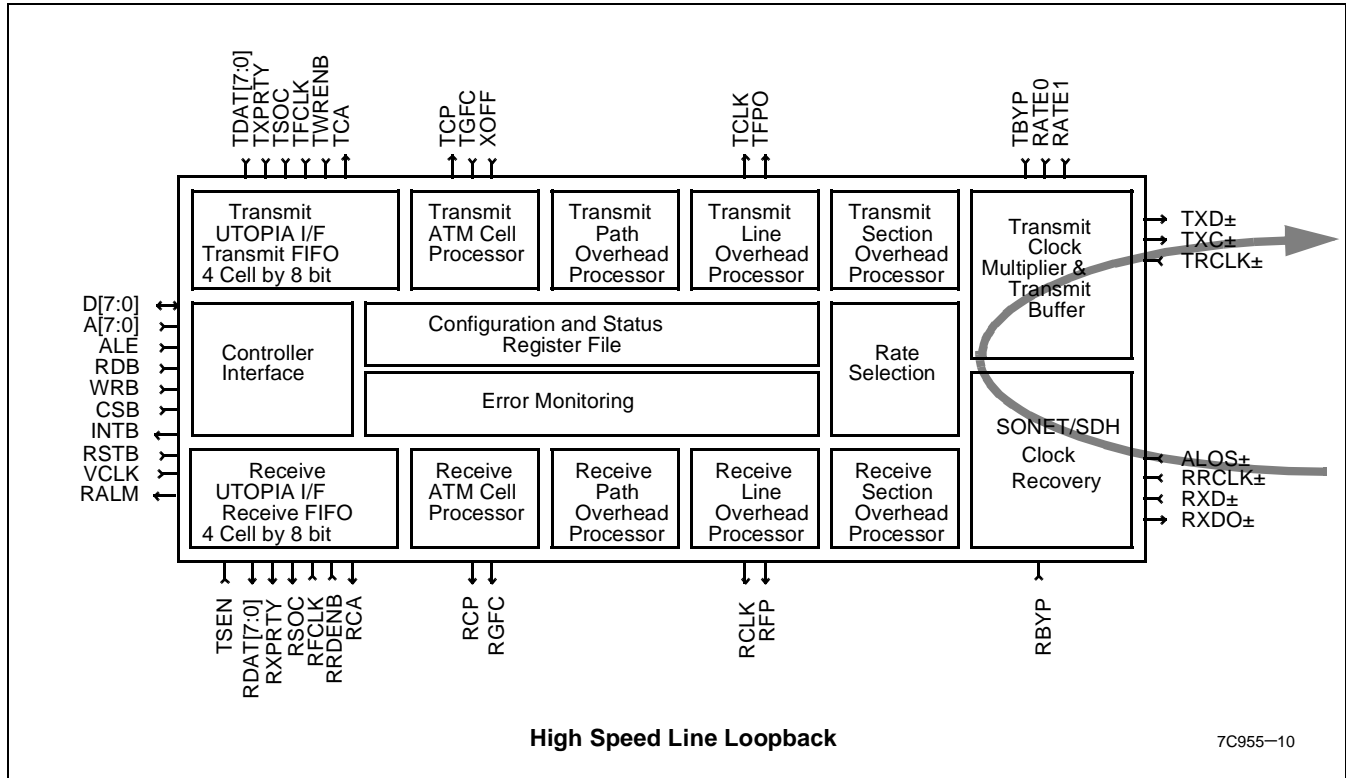 TDAT[7:0]
TXPRTY
TSOC
TFCLK
TWRENB
TCA
TCP
TGFC
XOFF
TCLK
TFPO
TBYP
RATE0
RATE1
Transmit
UTOPIA I/F
Transmit FIFO
4 Cell by 8 bit
Transmit
ATM Cell
Processor
Transmit
Path
Overhead
Processor
Transmit
Line
Overhead
Processor
Transmit
Section
Overhead
Processor
Transmit
Clock
Multiplier &
Transmit
Buffer
TXD±
TXC±
TRCLK±
D[7:0]
A[7:0]
ALE
RDB
WRB
CSB
INTB
RSTB
VCLK
RALM
Controller
Interface
Configuration and Status
Register File
Error Monitoring
Rate
Selection
SONET/SDH
Clock
Recovery
ALOS±
RRCLK±
RXD±
RXDO±
Receive
UTOPIA I/F
Receive FIFO
4 Cell by 8 bit
Receive
ATM Cell
Processor
Receive
Path
Overhead
Processor
Receive
Line
Overhead
Processor
Receive
Section
Overhead
Processor
TSEN
RDAT[7:0]
RXPRTY
RSOC
RFCLK
RRDENB
RCA
RCP
RGFC
RCLK
RFP
RBYP
High Speed Line Loopback
7C955–10